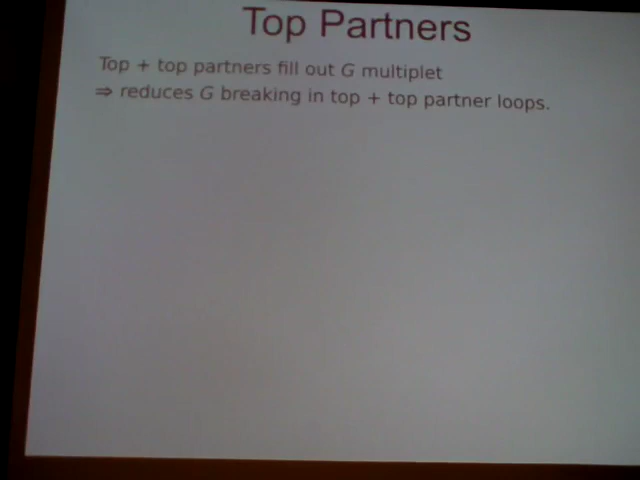 Top Partners
Top + top partners fill out G multiplet
⇒ reduces G breaking in top + top partner loops.